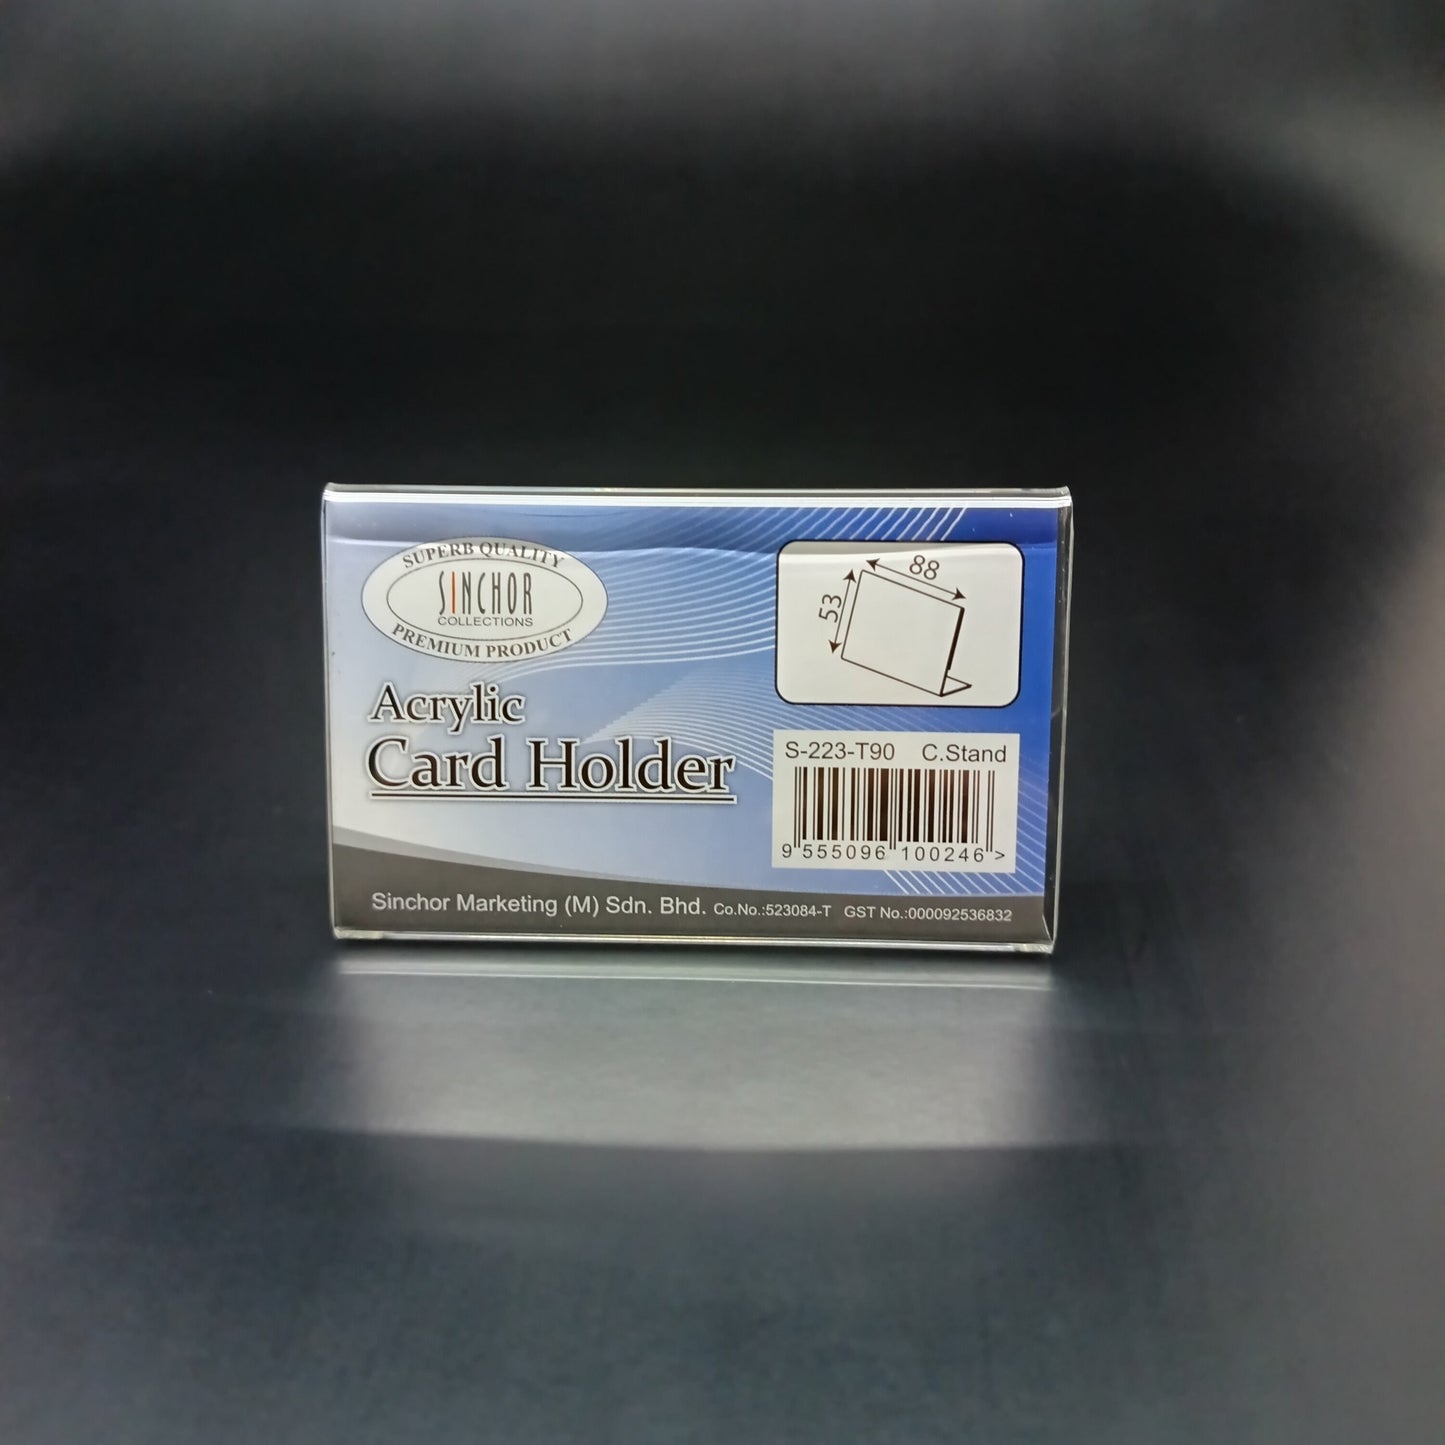 SUPERB QUALITY
SINCHOR
COLLECTIONS
PREMIUM PRODUCT
Acrylic
Card Holder
88
53
S-223-T90 C.Stand
9 555096 100246 >
Sinchor Marketing (M) Sdn. Bhd. Co.No.:523084-T GST No.:000092536832